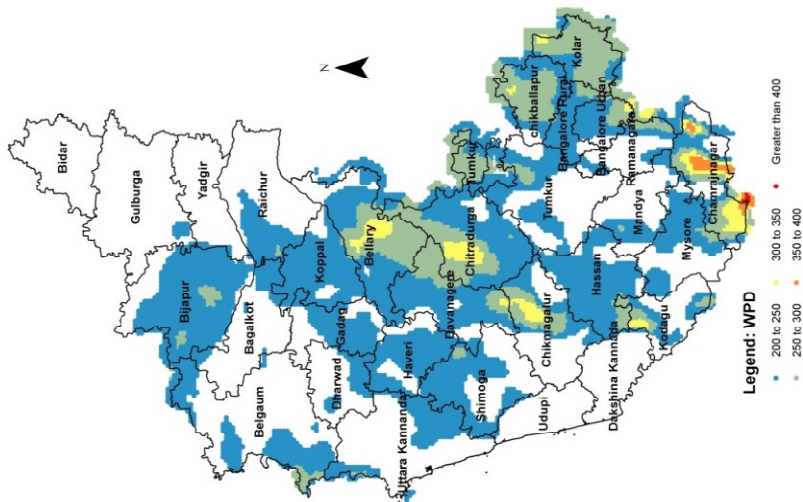 N
Bidar
Gulburga
Yadgir
Raichur
Bijapur
Bagalkot
Belgaum
Koppal
Gadag
Dharwad
Bellary
Haveri
Uttara Kannanda
Davanagere
Chitradurga
Shimoga
Tumkur
Udupi
Chikmagalur
Tumkur
chikballapur
Kolar
Bangalore Rural
Bangalore Urban
Hassan
Dakshina Kannada
Ramanagara
Mandya
Kodagu
Mysore
Chamrajnagar
Legend: WPD
200 to 250
300 to 350
Greater than 400
250 to 300
350 to 400